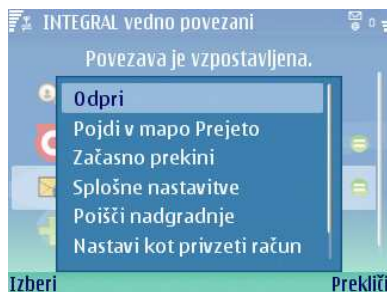 INTEGRAL vedno povezani
0
Povezava je vzpostavljena.
Odpri
Pojdi v mapo Prejeto
Začasno prekini
Splošne nastavitve
Poišči nadgradnje
Nastavi kot privzeti račun
Izberi
Prekliči